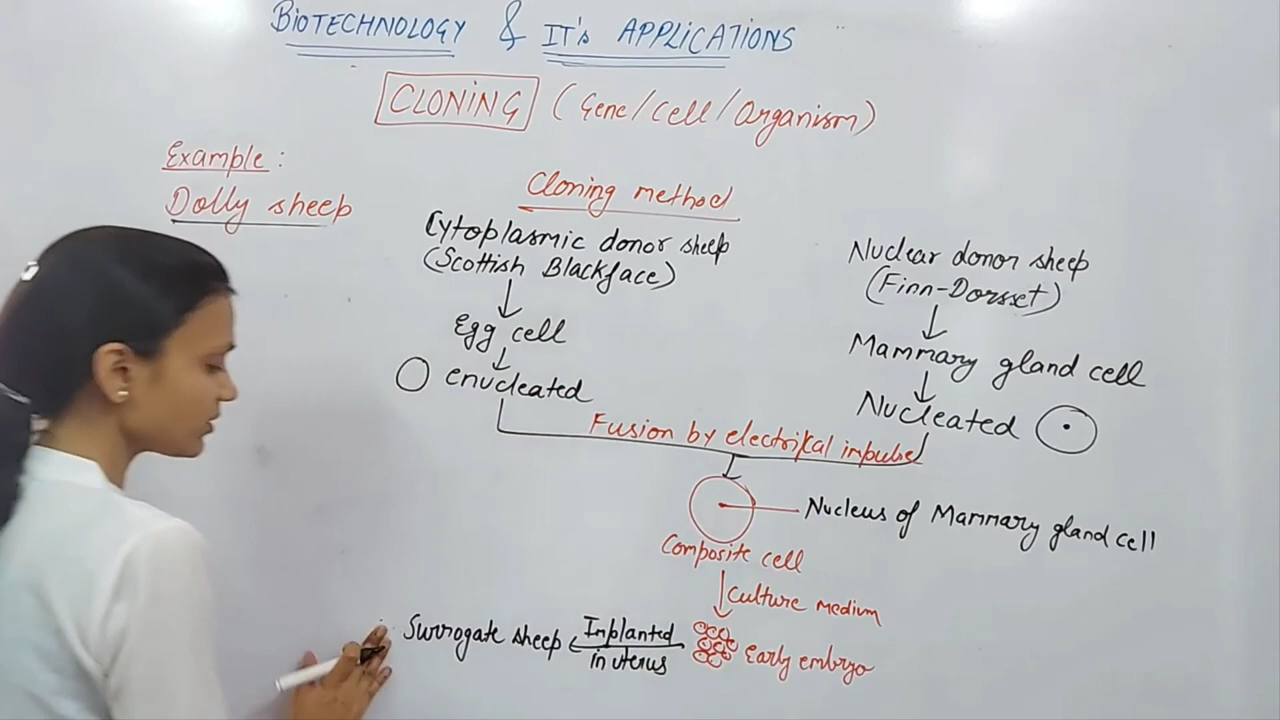 BIOTECHNOLOGY & IT's APPLICATIONS
CLONING (Gene/Cell/Organism)
Example:
Dolly sheep
Cloning method
Cytoplasmic donor sheep
(Scottish Blackface)
Egg cell
enucleated
Nuclear donor sheep
(Finn-Dorsset)
Mammary gland cell
Nucleated
Fusion by electrikal impulse
Nucleus of Mammary gland cell
Composite cell
Culture medium
Early embryo
Implanted
in uterus
Surrogate sheep